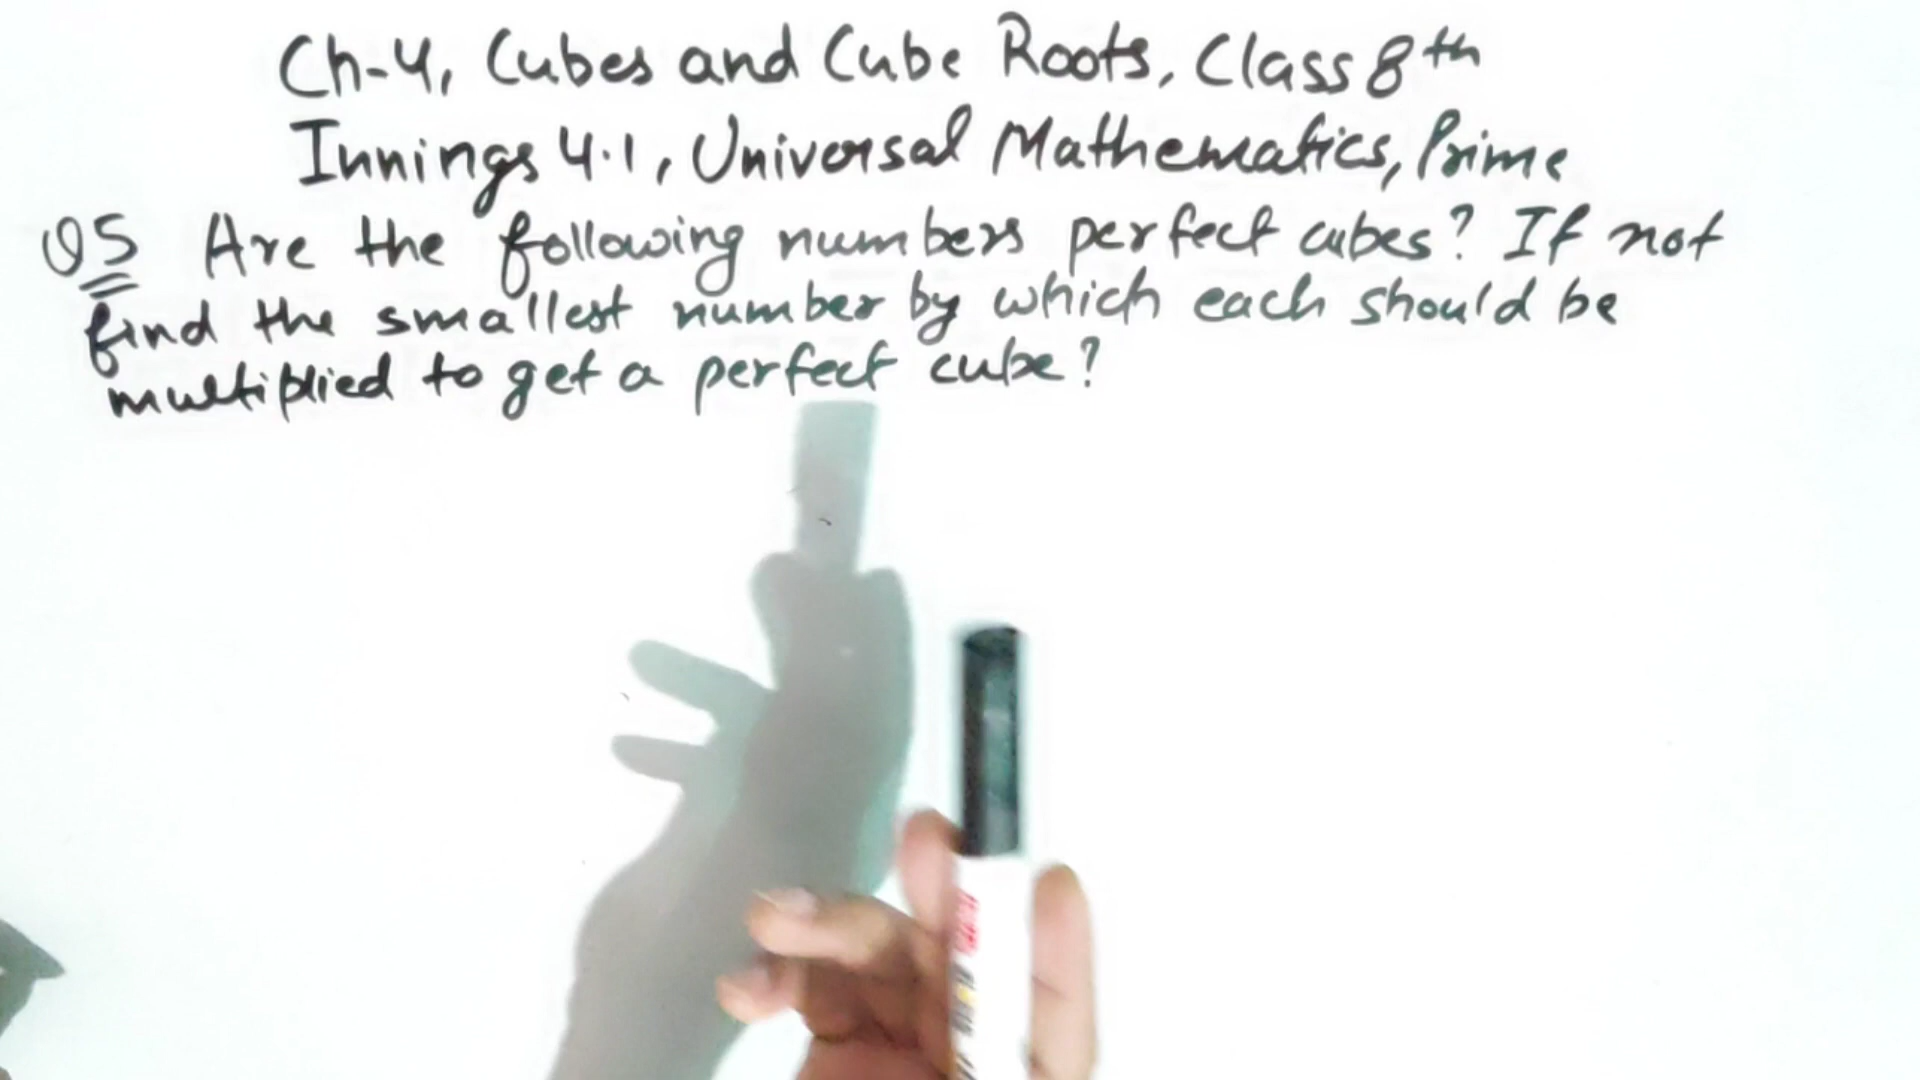 Ch-4, Cubes and Cube Roots, Class 8th
Innings 4.1, Universal Mathematics, Prime
Q5 Are the following numbers perfect cubes? If not
find the smallest number by which each should be
multiplied to get a perfect cube?